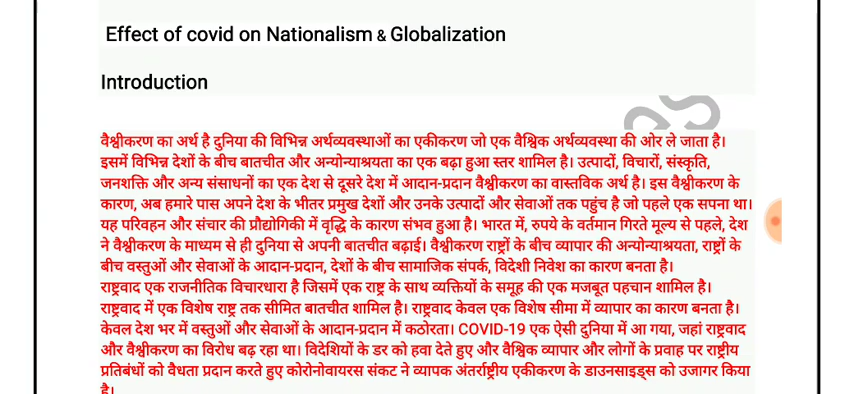 Effect of covid on Nationalism & Globalization
Introduction
वैश्वीकरण का अर्थ है दुनिया की विभिन्न अर्थव्यवस्थाओं का एकीकरण जो एक वैश्विक अर्थव्यवस्था की ओर ले जाता है।
इसमें विभिन्न देशों के बीच बातचीत और अन्योन्याश्रयता का एक बढ़ा हुआ स्तर शामिल है। उत्पादों, विचारों, संस्कृति,
जनशक्ति और अन्य संसाधनों का एक देश से दूसरे देश में आदान-प्रदान वैश्वीकरण का वास्तविक अर्थ है। इस वैश्वीकरण के
कारण, अब हमारे पास अपने देश के भीतर प्रमुख देशों और उनके उत्पादों और सेवाओं तक पहुंच है जो पहले एक सपना था।
यह परिवहन और संचार की प्रौद्योगिकी में वृद्धि के कारण संभव हुआ है। भारत में, रुपये के वर्तमान गिरते मूल्य से पहले, देश
ने वैश्वीकरण के माध्यम से ही दुनिया से अपनी बातचीत बढ़ाई। वैश्वीकरण राष्ट्रों के बीच व्यापार की अन्योन्याश्रयता, राष्ट्रों के
बीच वस्तुओं और सेवाओं के आदान-प्रदान, देशों के बीच सामाजिक संपर्क, विदेशी निवेश का कारण बनता है।
राष्ट्रवाद एक राजनीतिक विचारधारा है जिसमें एक राष्ट्र के साथ व्यक्तियों के समूह की एक मजबूत पहचान शामिल है।
राष्ट्रवाद में एक विशेष राष्ट्र तक सीमित बातचीत शामिल है। राष्ट्रवाद केवल एक विशेष सीमा में व्यापार का कारण बनता है।
केवल देश भर में वस्तुओं और सेवाओं के आदान-प्रदान में कठोरता। COVID-19 एक ऐसी दुनिया में आ गया, जहां राष्ट्रवाद
और वैश्वीकरण का विरोध बढ़ रहा था। विदेशियों के डर को हवा देते हुए और वैश्विक व्यापार और लोगों के प्रवाह पर राष्ट्रीय
प्रतिबंधों को वैधता प्रदान करते हुए कोरोनोवायरस संकट ने व्यापक अंतर्राष्ट्रीय एकीकरण के डाउनसाइड्स को उजागर किया
है।